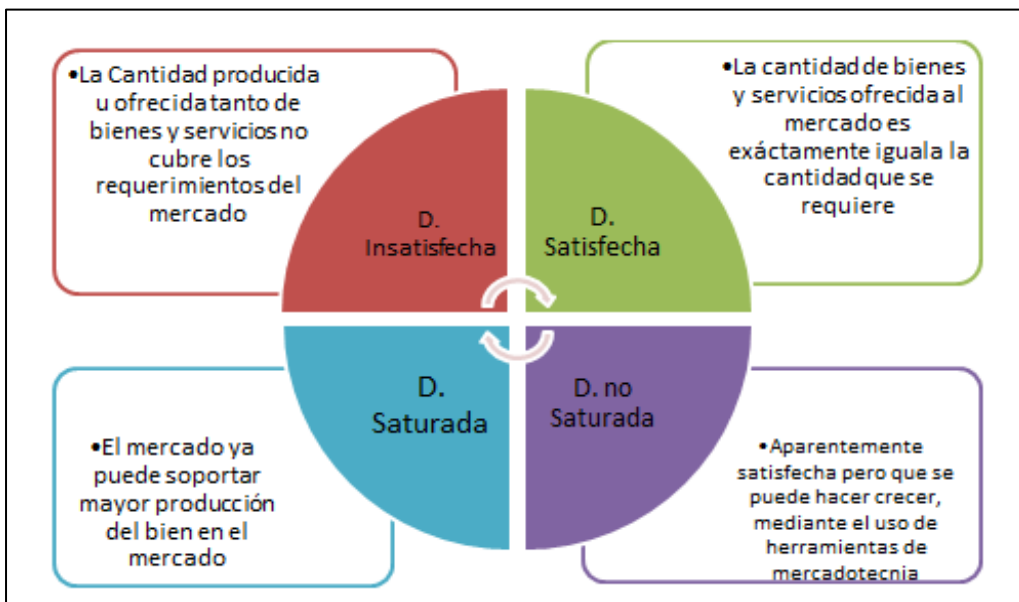 •La Cantidad producida
u ofrecida tanto de
bienes y servicios no
cubre los
requerimientos del
mercado
•La cantidad de bienes
y servicios ofrecida al
mercado es
exáctamente iguala la
cantidad que se
requiere
D.
Insatisfecha
D.
Satisfecha
D.
Saturada
D. no
Saturada
•El mercado ya
puede soportar
mayor producción
del bien en el
mercado
•Aparentemente
satisfecha pero que se
puede hacer crecer,
mediante el uso de
herramientas de
mercadotecnia